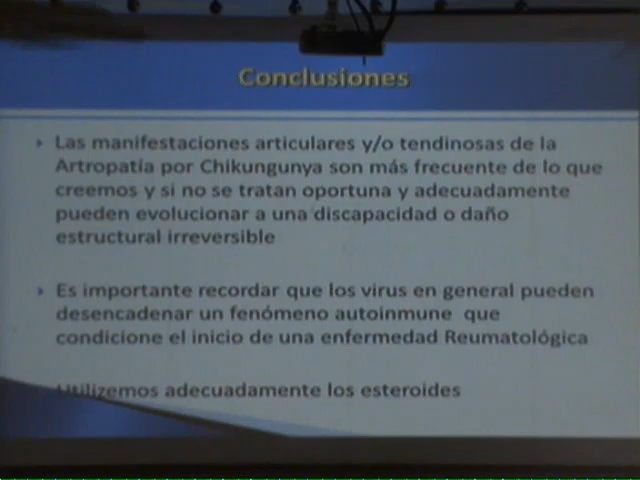 Conclusiones
Las manifestaciones articulares y/o tendinosas de la
Artropatía por Chikungunya son más frecuente de lo que
creemos y si no se tratan oportuna y adecuadamente
pueden evolucionar a una discapacidad o daño
estructural irreversible
Es importante recordar que los virus en general pueden
desencadenar un fenómeno autoinmune que
condicione el inicio de una enfermedad Reumatológica
Utilizemos adecuadamente los esteroides